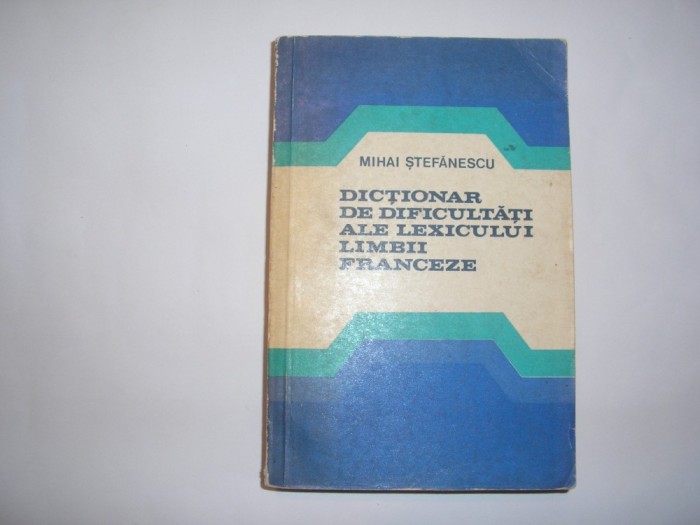 MIHAI ȘTEFĂNESCU
DICȚIONAR
DE DIFICULTĂȚI
ALE LEXICULUI
LIMBII
FRANCEZE